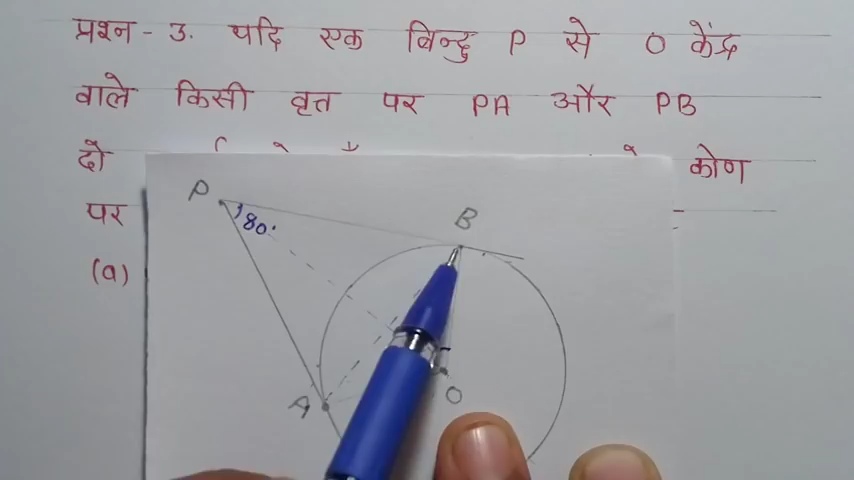 प्रश्न - 3. यदि एक बिन्दु P से O केंद्र
वाले किसी वृत्त पर PA और PB
दो कोण
पर
(a)
P
80°
B
A
O